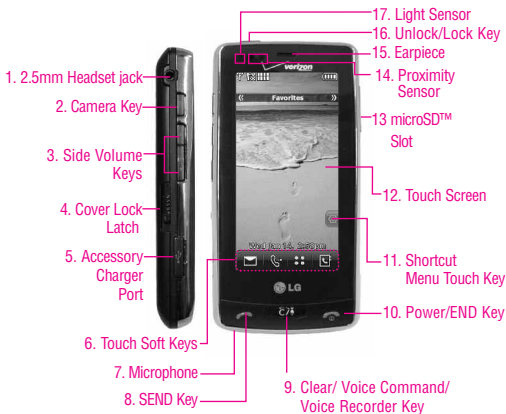 17. Light Sensor
16. Unlock/Lock Key
15. Earpiece
14. Proximity
Sensor
13 microSD™
Slot
12. Touch Screen
11. Shortcut
Menu Touch Key
10. Power/END Key
9. Clear/ Voice Command/
Voice Recorder Key
1. 2.5mm Headset jack
2. Camera Key
3. Side Volume
Keys
4. Cover Lock
Latch
5. Accessory
Charger
Port
6. Touch Soft Keys
7. Microphone
8. SEND Key
verizon
Favorites
LG